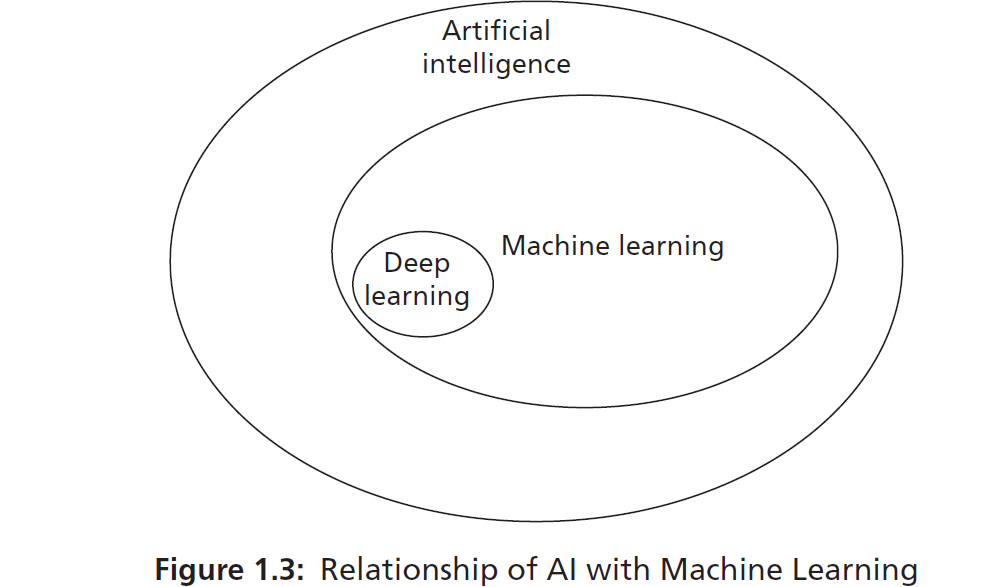 Artificial
intelligence
Machine learning
Deep
learning
Figure 1.3: Relationship of AI with Machine Learning